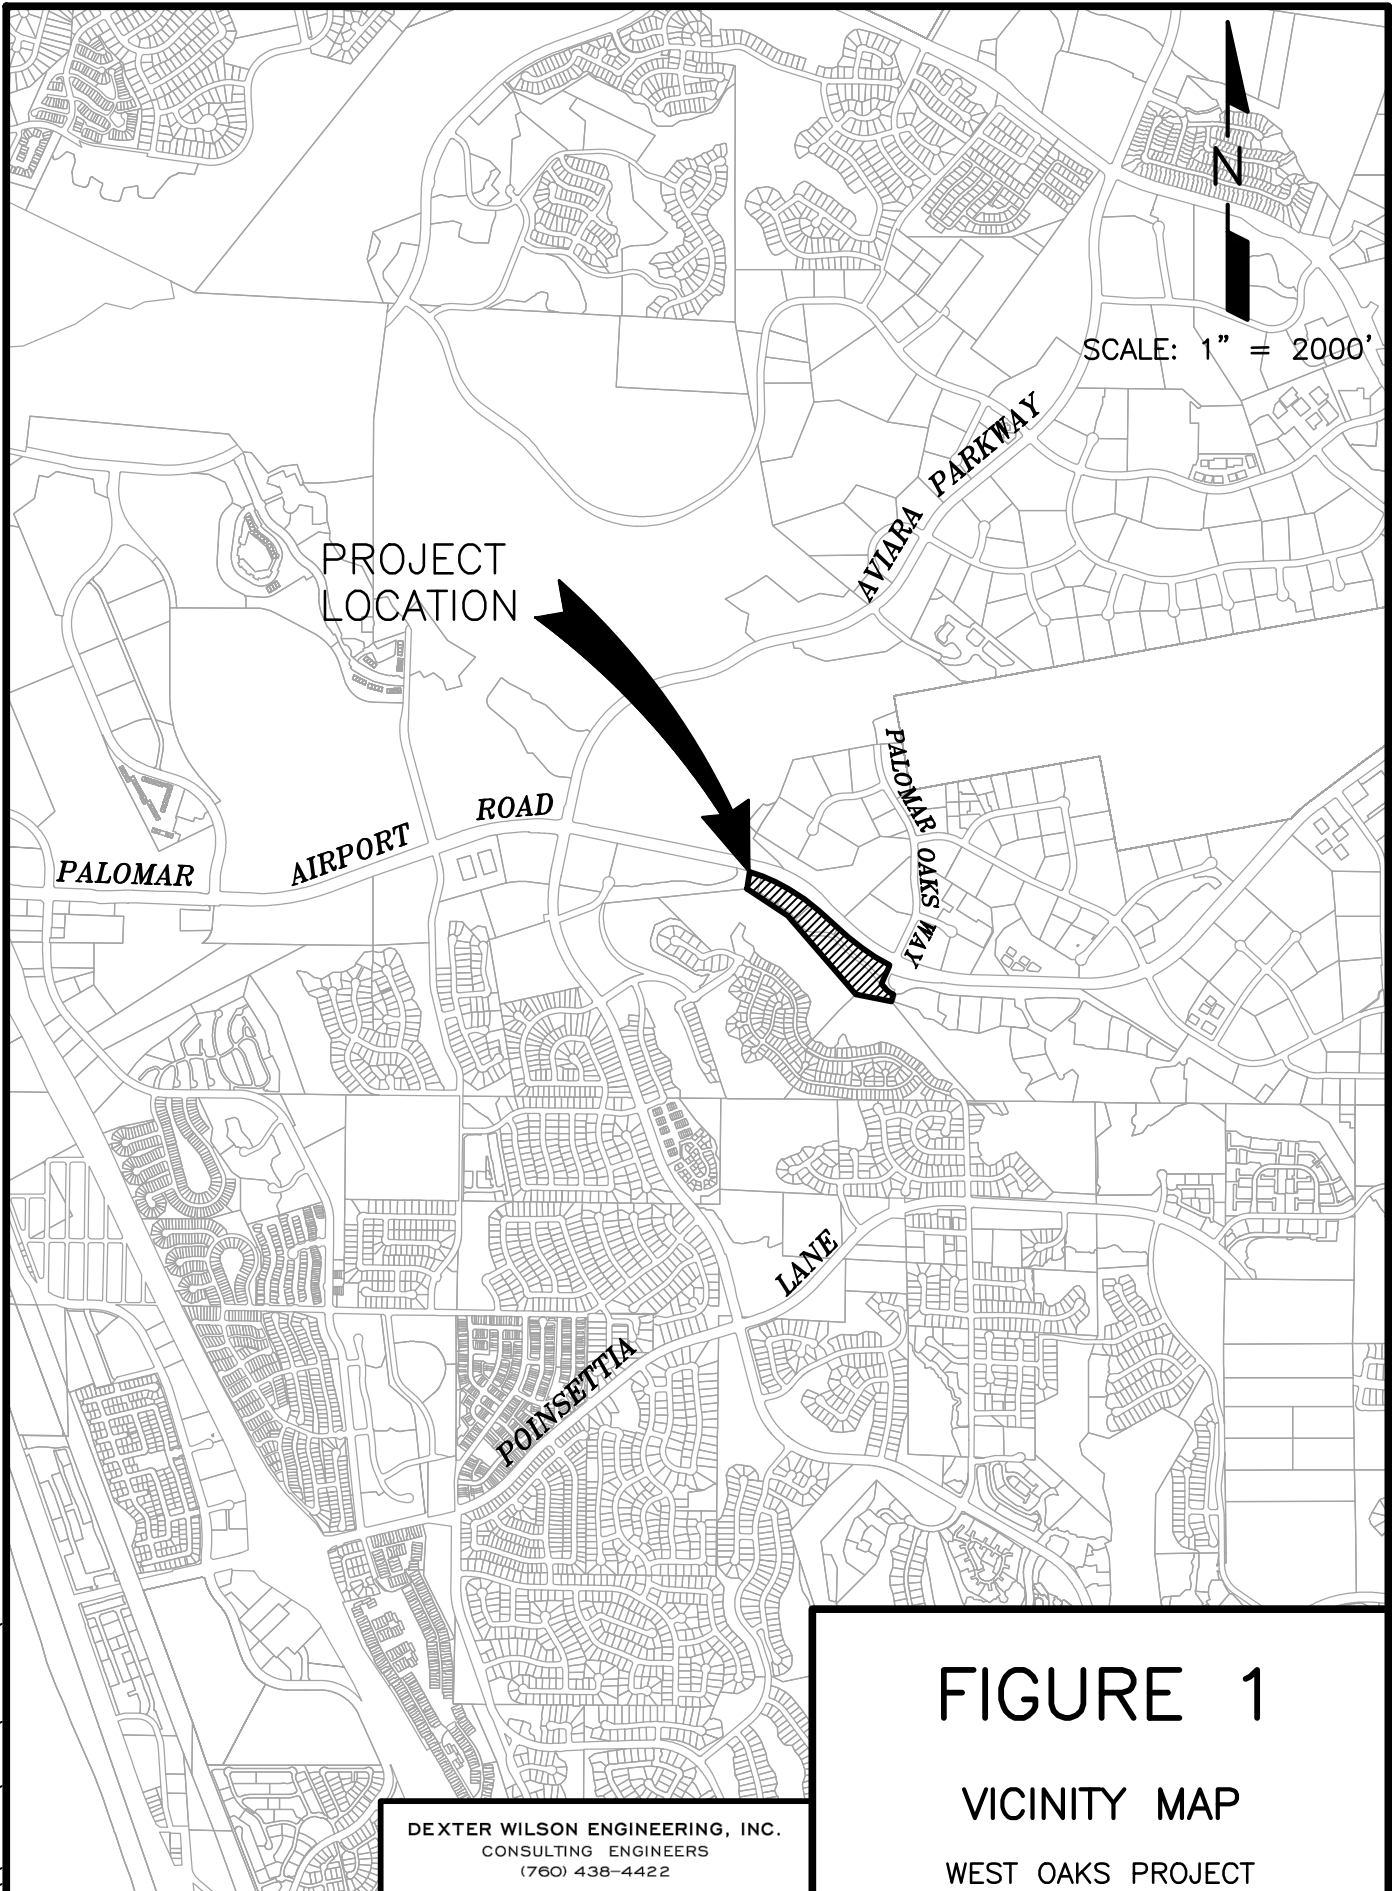 N
SCALE: 1" = 2000'
AVIARA PARKWAY
PROJECT
LOCATION
PALOMAR OAKS WAY
PALOMAR AIRPORT ROAD
LANE
POINSETTIA
FIGURE 1
VICINITY MAP
WEST OAKS PROJECT
DEXTER WILSON ENGINEERING, INC.
CONSULTING ENGINEERS
(760) 438-4422